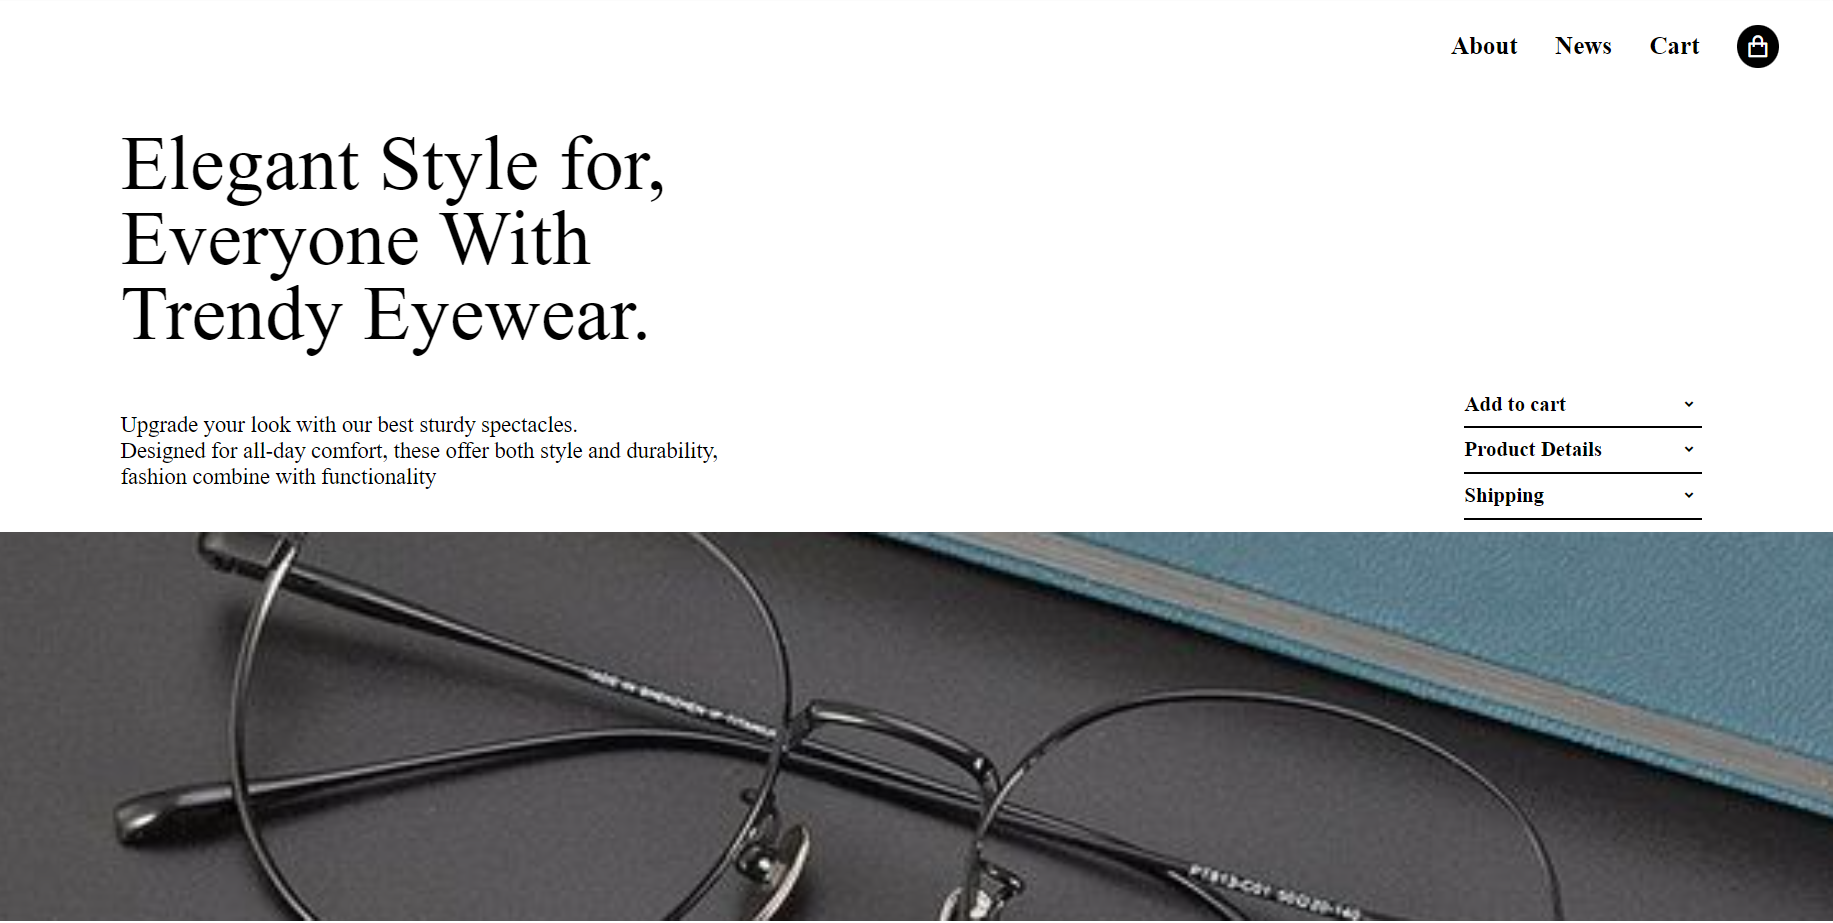 About News Cart
Elegant Style for,
Everyone With
Trendy Eyewear.
Upgrade your look with our best sturdy spectacles.
Designed for all-day comfort, these offer both style and durability,
fashion combine with functionality
Add to cart
Product Details
Shipping